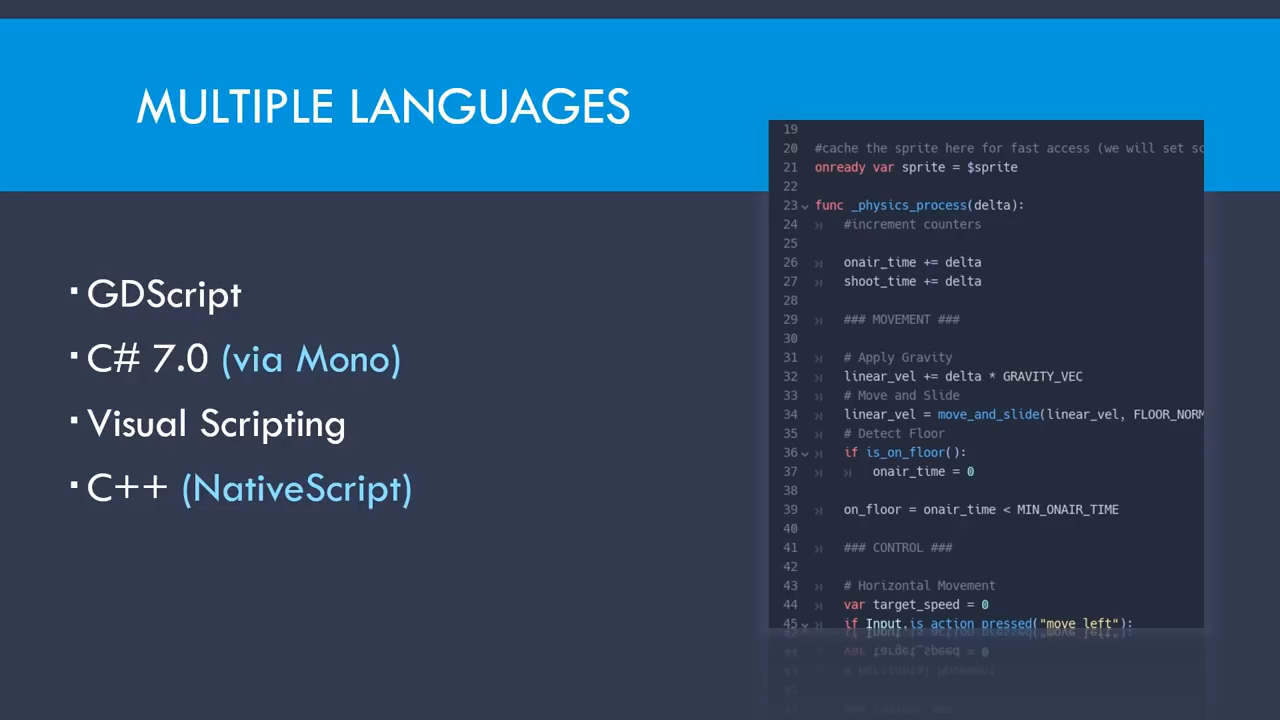 MULTIPLE LANGUAGES
▪ GDScript
▪ C# 7.0 (via Mono)
▪ Visual Scripting
▪ C++ (NativeScript)
19
20 #cache the sprite here for fast access (we will set
21 onready var sprite = $sprite
22
23 func _physics_process(delta):
24 #increment counters
25
26 onair_time += delta
27 shoot_time += delta
28
29 ### MOVEMENT ###
30
31 # Apply Gravity
32 linear_vel += delta * GRAVITY_VEC
33 # Move and Slide
34 linear_vel = move_and_slide(linear_vel, FLOOR_NORM
35 # Detect Floor
36 if is_on_floor():
37 onair_time = 0
38
39 on_floor = onair_time < MIN_ONAIR_TIME
40
41 ### CONTROL ###
42
43 # Horizontal Movement
44 var target_speed = 0
45 if Input.is_action_pressed("move_left"):